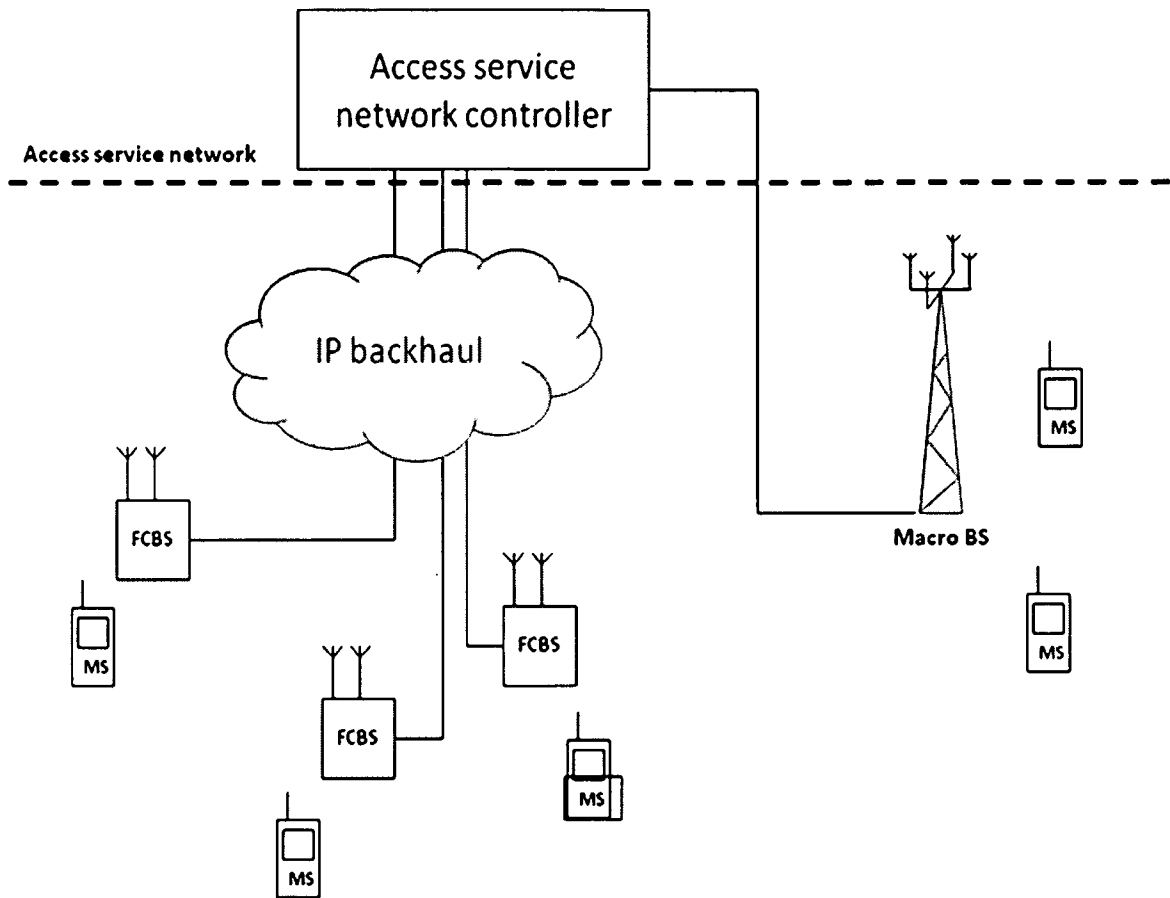 Access service
network controller
Access service network
IP backhaul
FCBS
MS
Macro BS
FCBS
MS
MS
FCBS
MS
MS